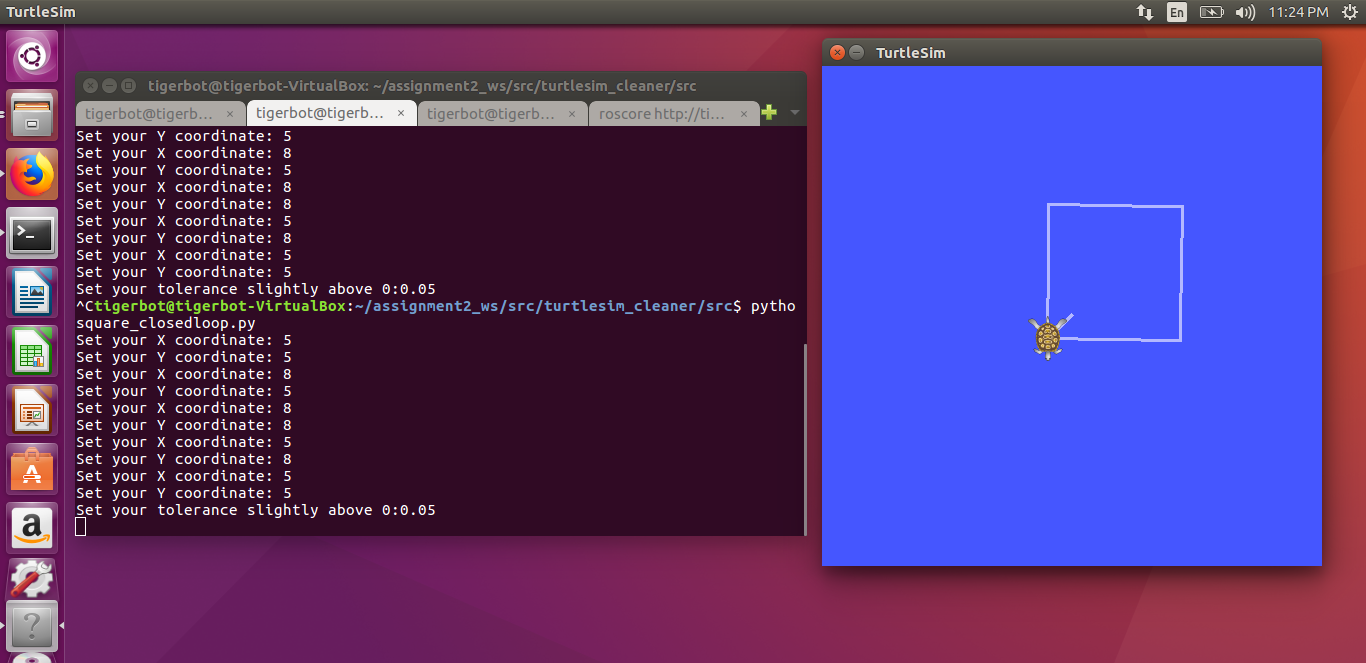 TurtleSim
En
11:24 PM
tigerbot@tigerbot-VirtualBox: ~/assignment2_ws/src/turtlesim_cleaner/src
tigerbot@tigerb... × tigerbot@tigerb... × tigerbot@tigerb... × roscore http://ti... ×
Set your Y coordinate: 5
Set your X coordinate: 8
Set your Y coordinate: 5
Set your X coordinate: 8
Set your Y coordinate: 8
Set your X coordinate: 5
Set your Y coordinate: 8
Set your X coordinate: 5
Set your Y coordinate: 5
Set your tolerance slightly above 0:0.05
^Ctigerbot@tigerbot-VirtualBox:~/assignment2_ws/src/turtlesim_cleaner/src$ pytho
square_closedloop.py
Set your X coordinate: 5
Set your Y coordinate: 5
Set your X coordinate: 8
Set your Y coordinate: 5
Set your X coordinate: 8
Set your Y coordinate: 8
Set your X coordinate: 5
Set your Y coordinate: 8
Set your X coordinate: 5
Set your Y coordinate: 5
Set your tolerance slightly above 0:0.05
TurtleSim